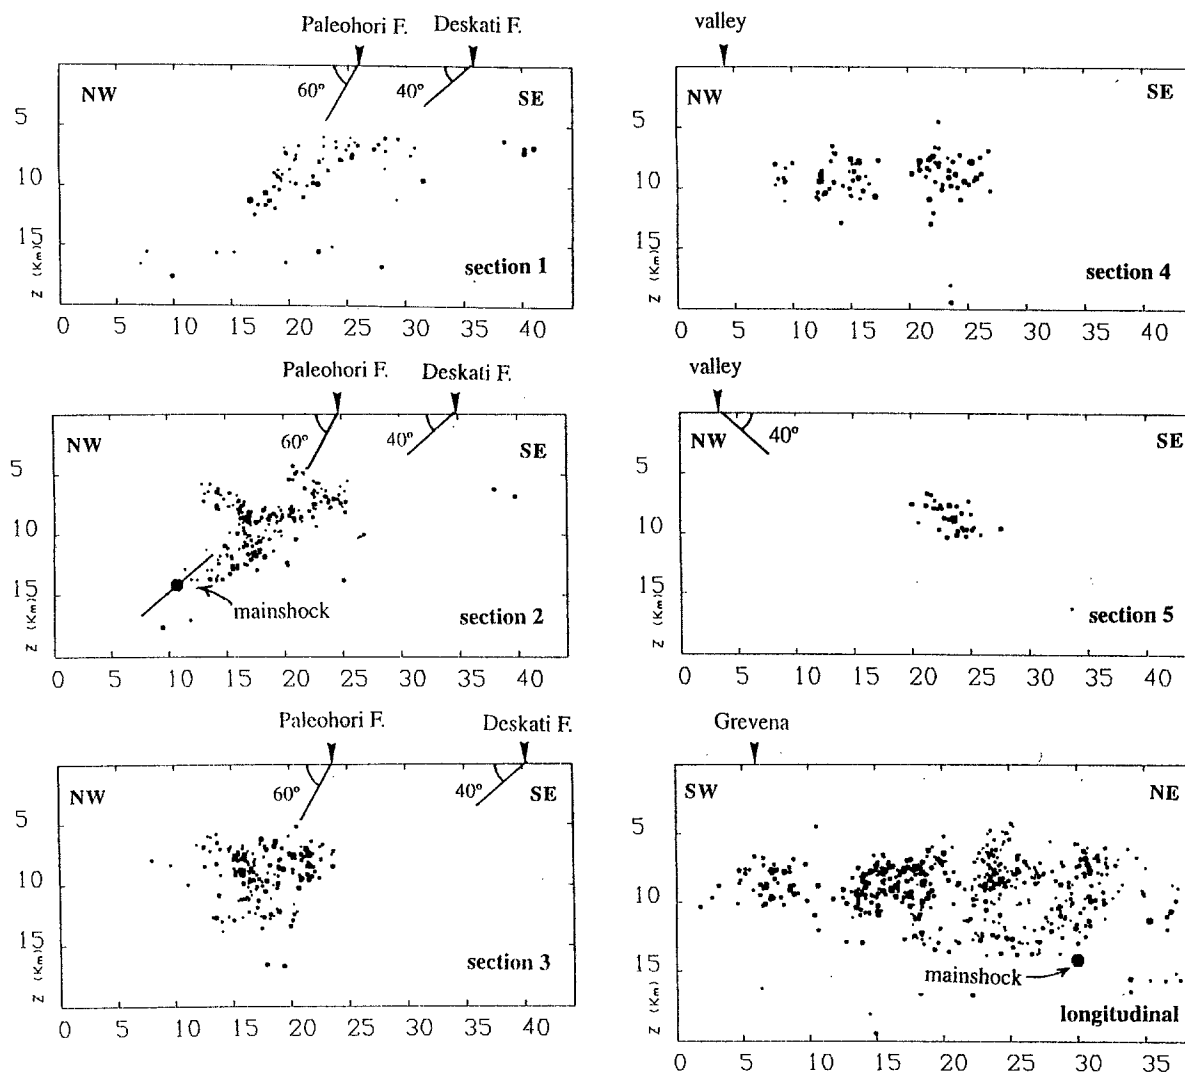 Paleohori F. Deskati F.
60° 40°
NW SE
5
10
15
Z (Km)
section 1
0 5 10 15 20 25 30 35 40
valley
NW SE
5
10
15
Z (Km)
section 4
0 5 10 15 20 25 30 35 40
Paleohori F. Deskati F.
60° 40°
NW SE
5
10
15
Z (Km)
mainshock
section 2
0 5 10 15 20 25 30 35 40
valley
40°
NW SE
5
10
15
Z (Km)
section 5
0 5 10 15 20 25 30 35 40
Paleohori F. Deskati F.
60° 40°
NW SE
5
10
15
Z (Km)
section 3
0 5 10 15 20 25 30 35 40
Grevena
SW NE
5
10
15
Z (Km)
mainshock
longitudinal
0 5 10 15 20 25 30 35